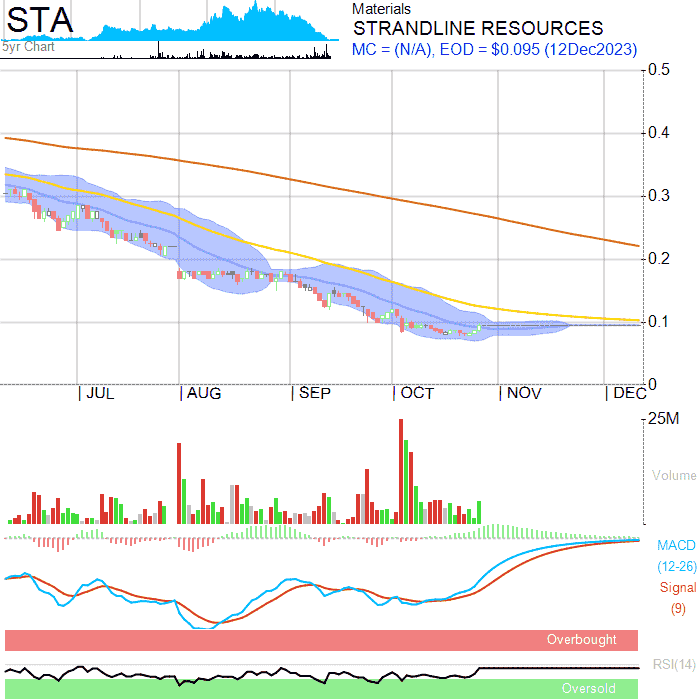 STA
5yr Chart
Materials
STRANDLINE RESOURCES
MC = (N/A), EOD = $0.095 (12Dec2023)
0.5
0.4
0.3
0.2
0.1
0
| JUL | AUG | SEP | OCT | NOV | DEC
25M
Volume
MACD
(12-26)
Signal
(9)
Overbought
RSI(14)
Oversold